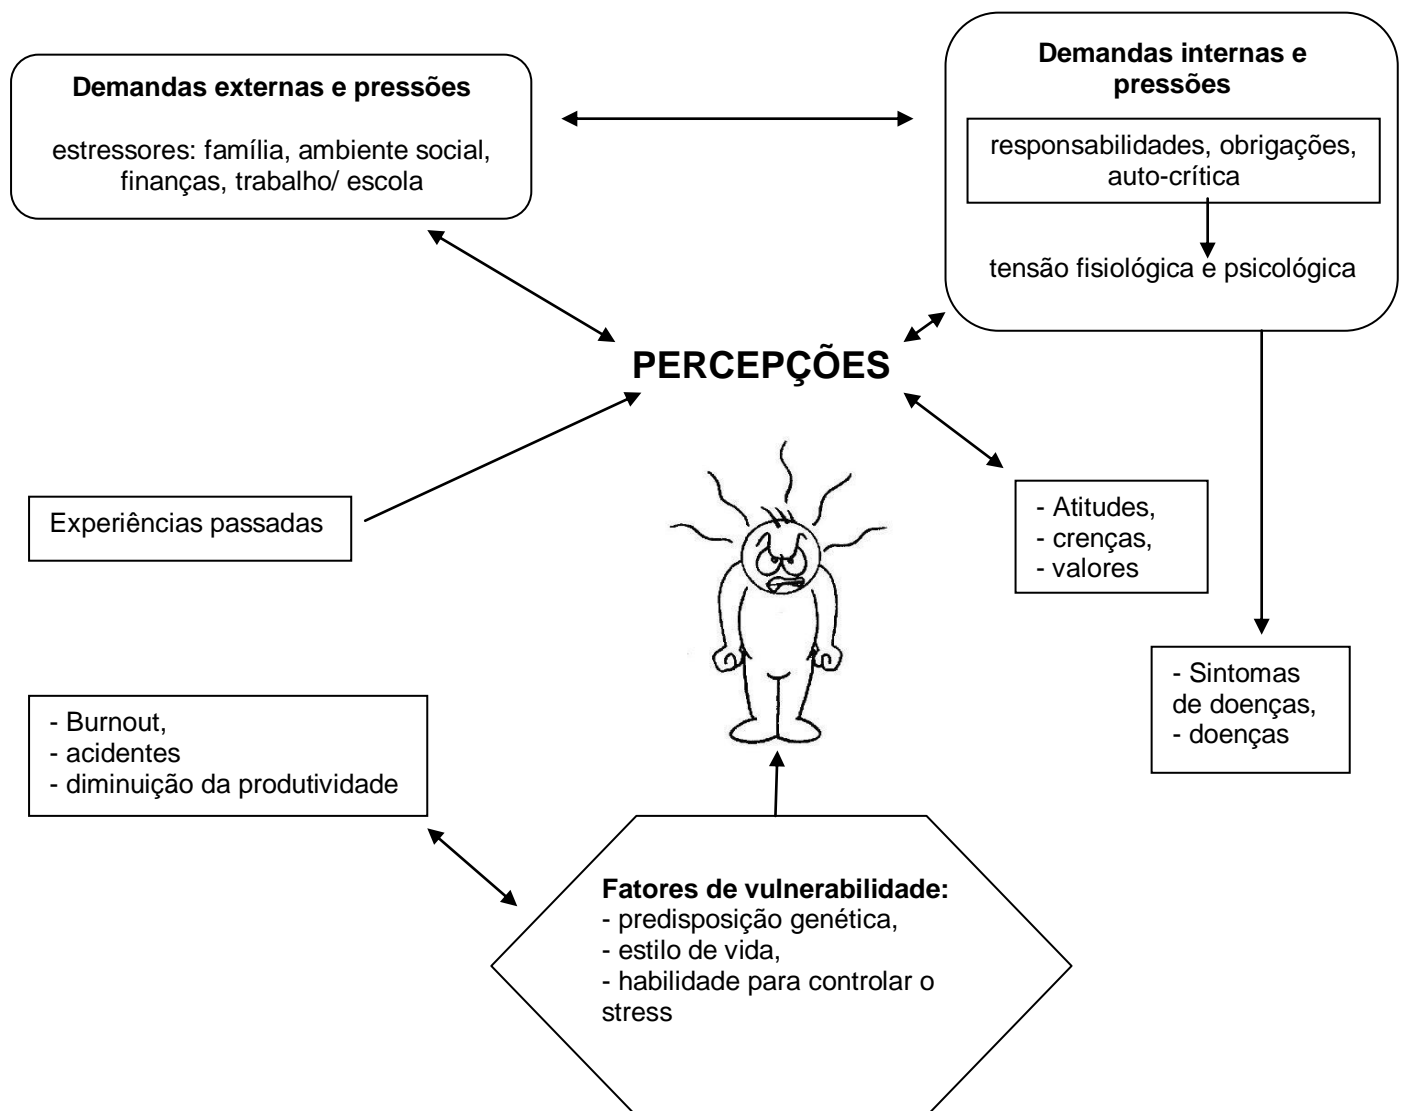 Demandas externas e pressões
estressores: família, ambiente social,
finanças, trabalho/ escola
Demandas internas e
pressões
responsabilidades, obrigações,
auto-crítica
tensão fisiológica e psicológica
PERCEPÇÕES
Experiências passadas
- Atitudes,
- crenças,
- valores
- Sintomas
de doenças,
- doenças
- Burnout,
- acidentes
- diminuição da produtividade
Fatores de vulnerabilidade:
- predisposição genética,
- estilo de vida,
- habilidade para controlar o
stress